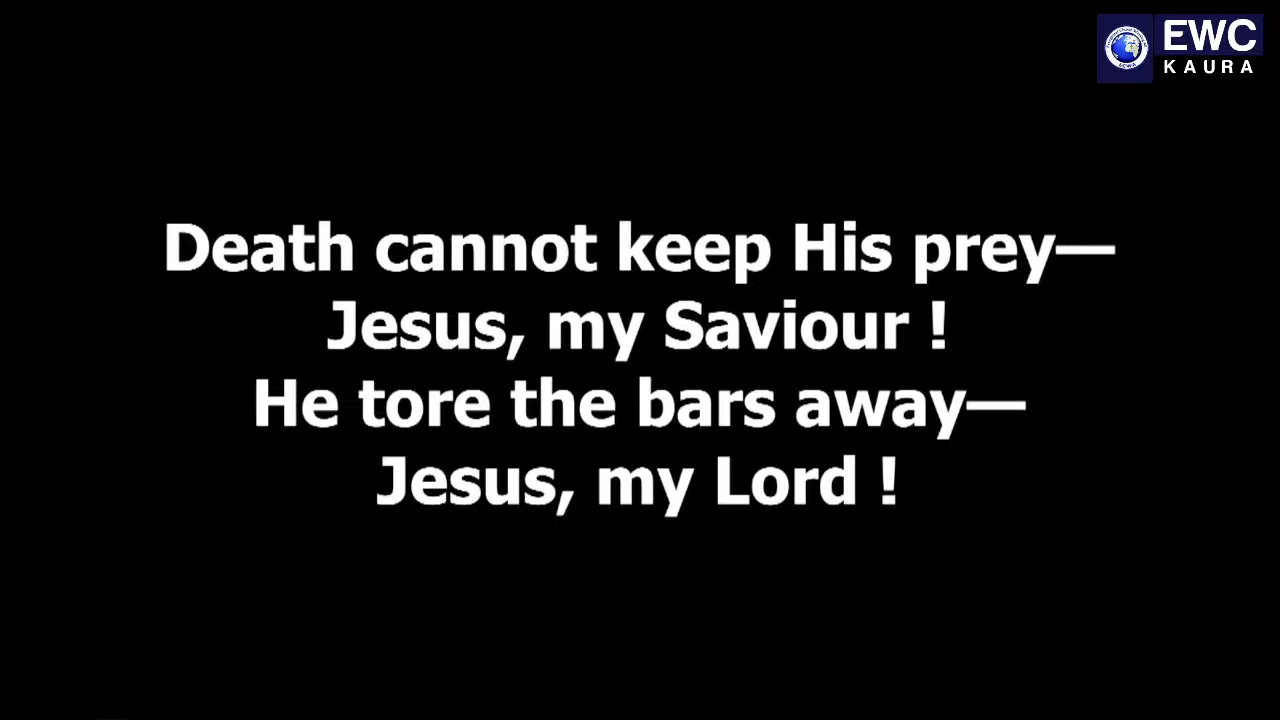 EWC
KAURA
Death cannot keep His prey—
Jesus, my Saviour !
He tore the bars away—
Jesus, my Lord !